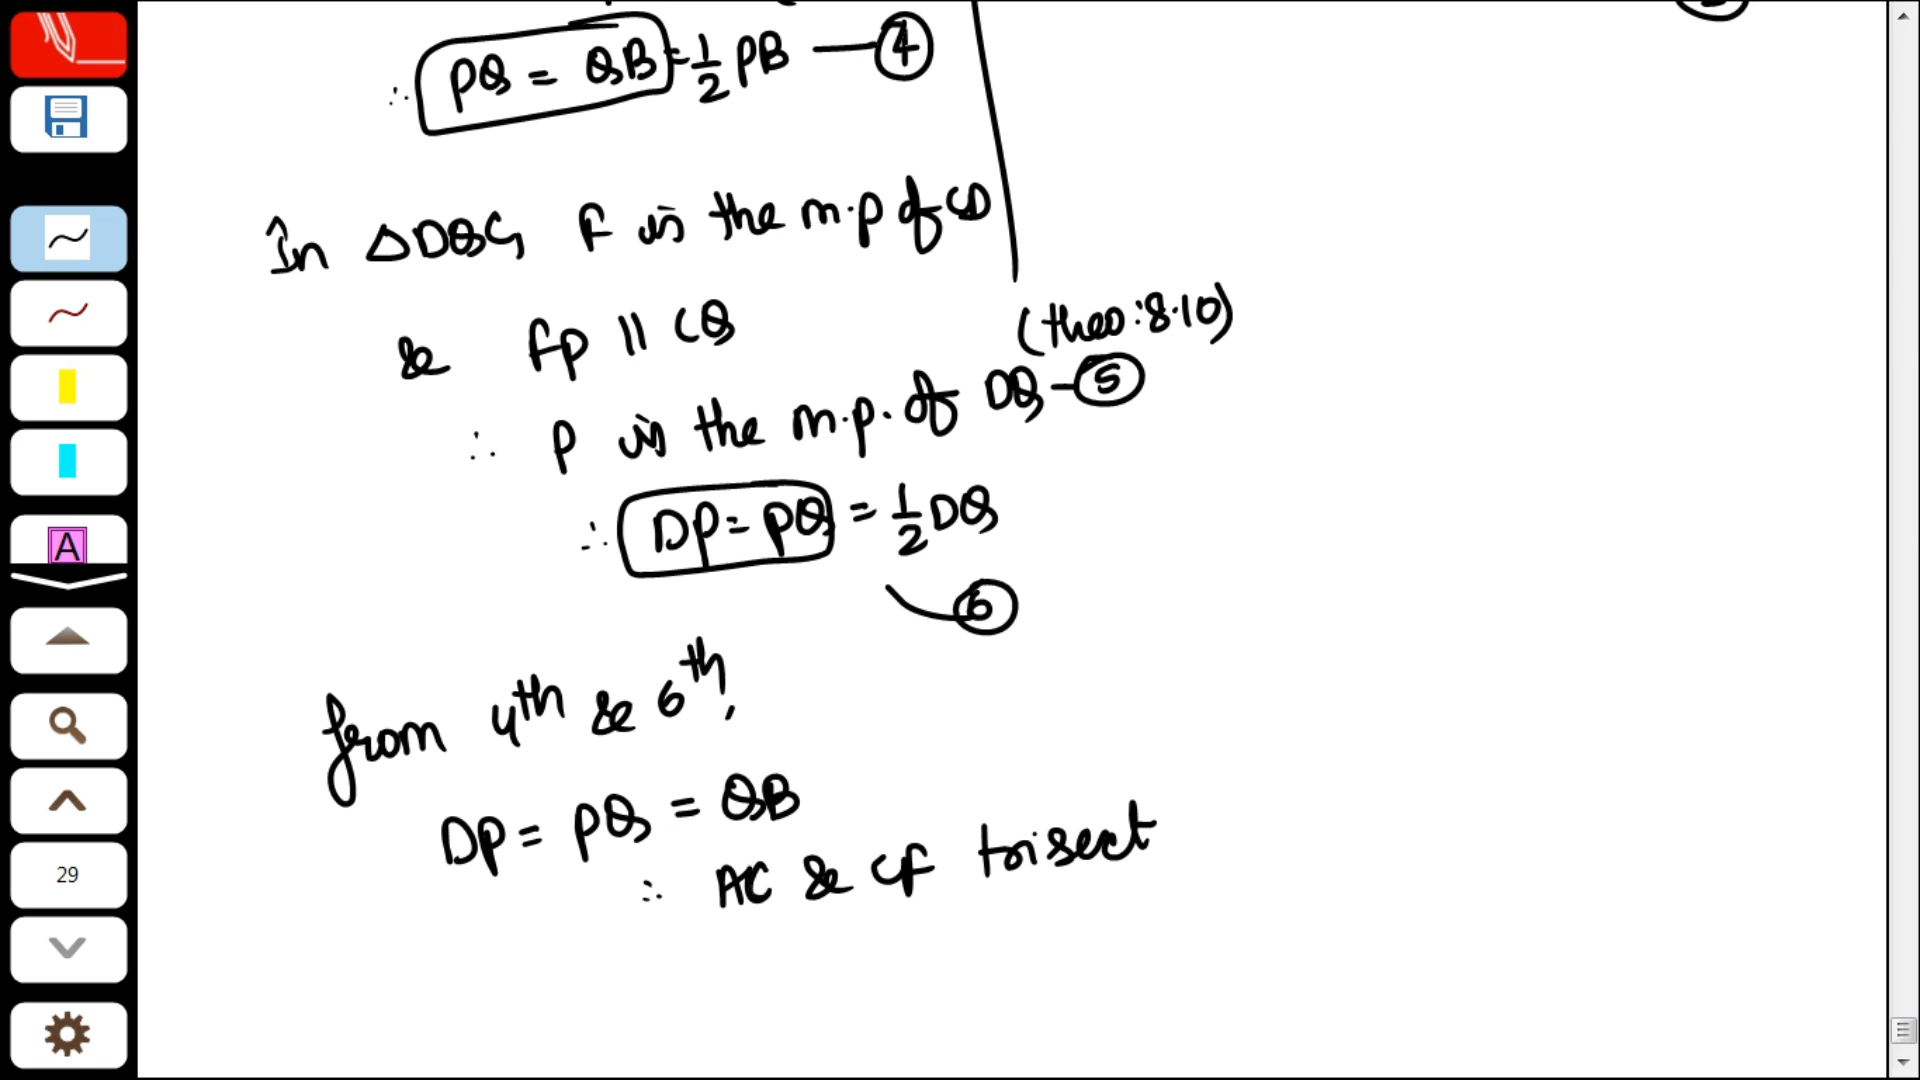 ∴ PQ = QB = 1/2 PB — 4
In △DQC, F is the m.p of CD
& FP || CQ
(theo: 8.10)
∴ P is the m.p. of DQ — 5
∴ DP = PQ = 1/2 DQ
6
from 4th & 6th,
DP = PQ = QB
∴ AC & CF trisect
A
29